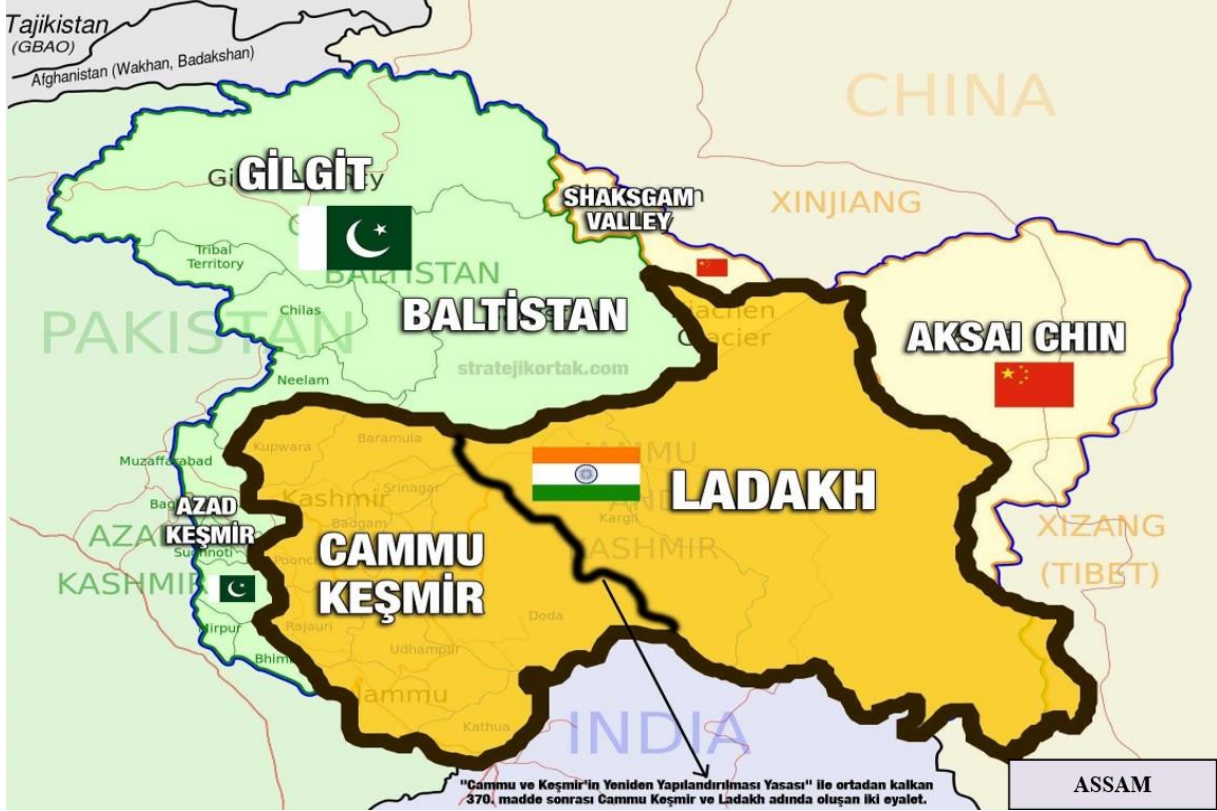 Tajikistan
(GBAO)
Afghanistan (Wakhan, Badakshan)
CHINA
GİLGİT
SHAKSGAM
VALLEY
XINJIANG
Tribal
Territory
BALTISTAN
Chilas
BALTİSTAN
Glacier
AKSAI CHIN
PAKISTAN
stratejikortak.com
Neelam
Kupwara
Baramula
Muzaffarabad
JAMMU
AND
KASHMIR
LADAKH
Kashmir
Srinagar
Badgam
Kargil
AZAD
KEŞMİR
CAMMU
KEŞMİR
XIZANG
(TIBET)
KASHMIR
Doda
Mirpur
Rajauri
Udhampur
Jammu
Kathua
INDIA
"Cammu ve Keşmir'in Yeniden Yapılandırılması Yasası" ile ortadan kalkan
370. madde sonrası Cammu Keşmir ve Ladakh adında oluşan iki eyalet.
ASSAM